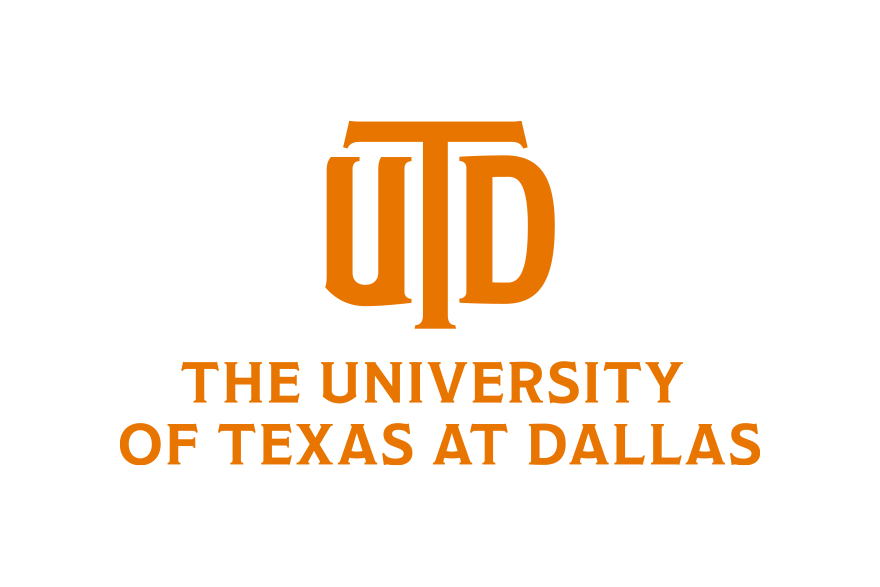 UTD
THE UNIVERSITY
OF TEXAS AT DALLAS